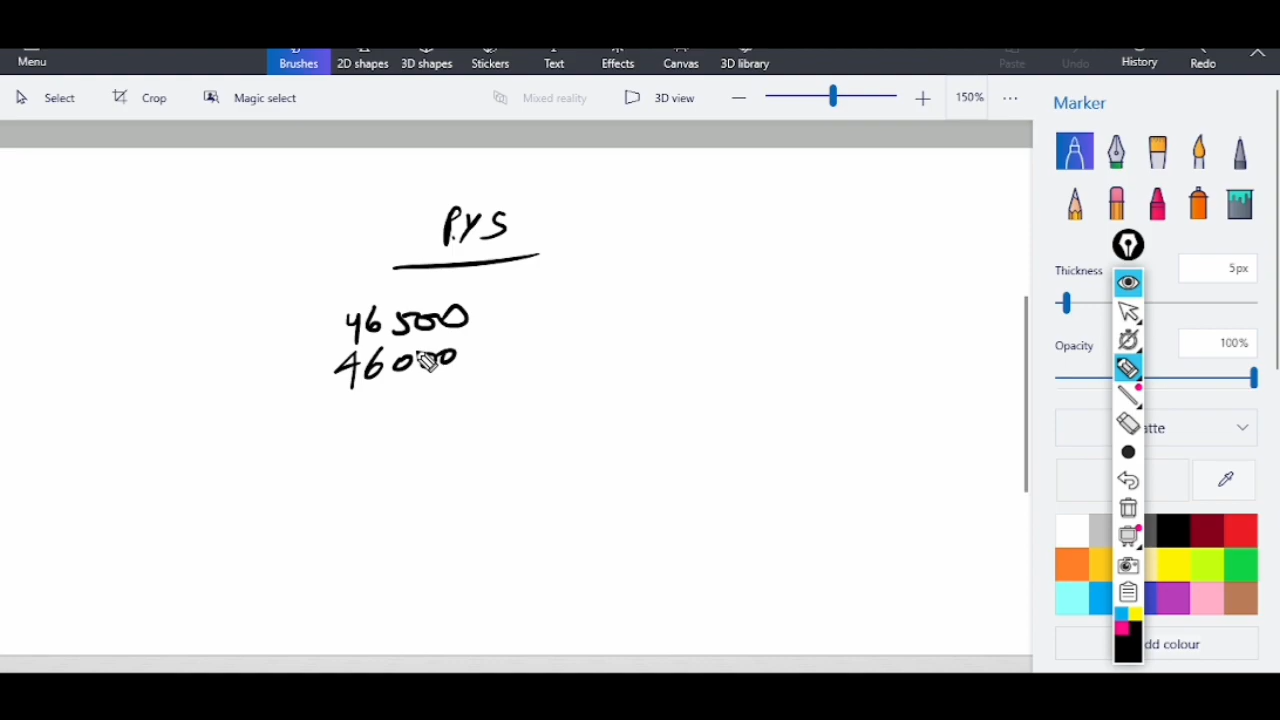 Menu
Brushes
2D shapes
3D shapes
Stickers
Text
Effects
Canvas
3D library
Paste
Undo
History
Redo
Select
Crop
Magic select
Mixed reality
3D view
150%
Marker
P.Y S
46500
46000
Thickness
5px
Opacity
100%
atte
dd colour